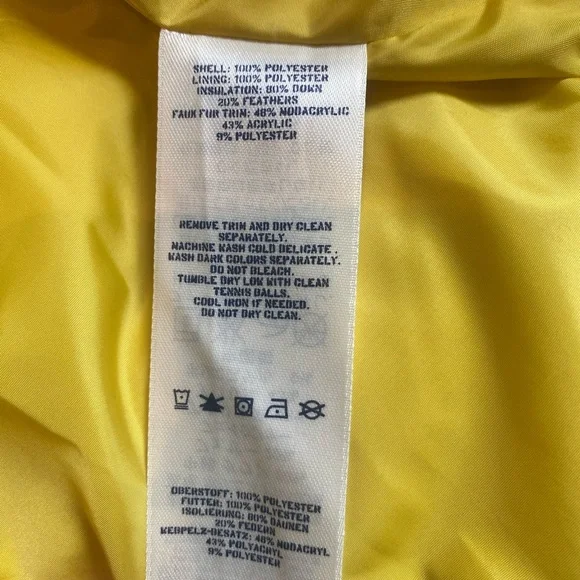 SHELL: 100% POLYESTER
LINING: 100% POLYESTER
INSULATION: 80% DOWN
20% FEATHERS
FAUX FUR TRIM: 48% MODACRYLIC
43% ACRYLIC
9% POLYESTER
REMOVE TRIM AND DRY CLEAN
SEPARATELY.
MACHINE WASH COLD DELICATE .
WASH DARK COLORS SEPARATELY.
DO NOT BLEACH.
TUMBLE DRY LOW WITH CLEAN
TENNIS BALLS.
COOL IRON IF NEEDED.
DO NOT DRY CLEAN.
OBERSTOFF: 100% POLYESTER
FUTTER: 100% POLYESTER
ISOLIERUNG: 80% DAUNEN
20% FEDERN
WEBPELZ-BESATZ: 48% MODACRYL
43% POLYACRYL
9% POLYESTER